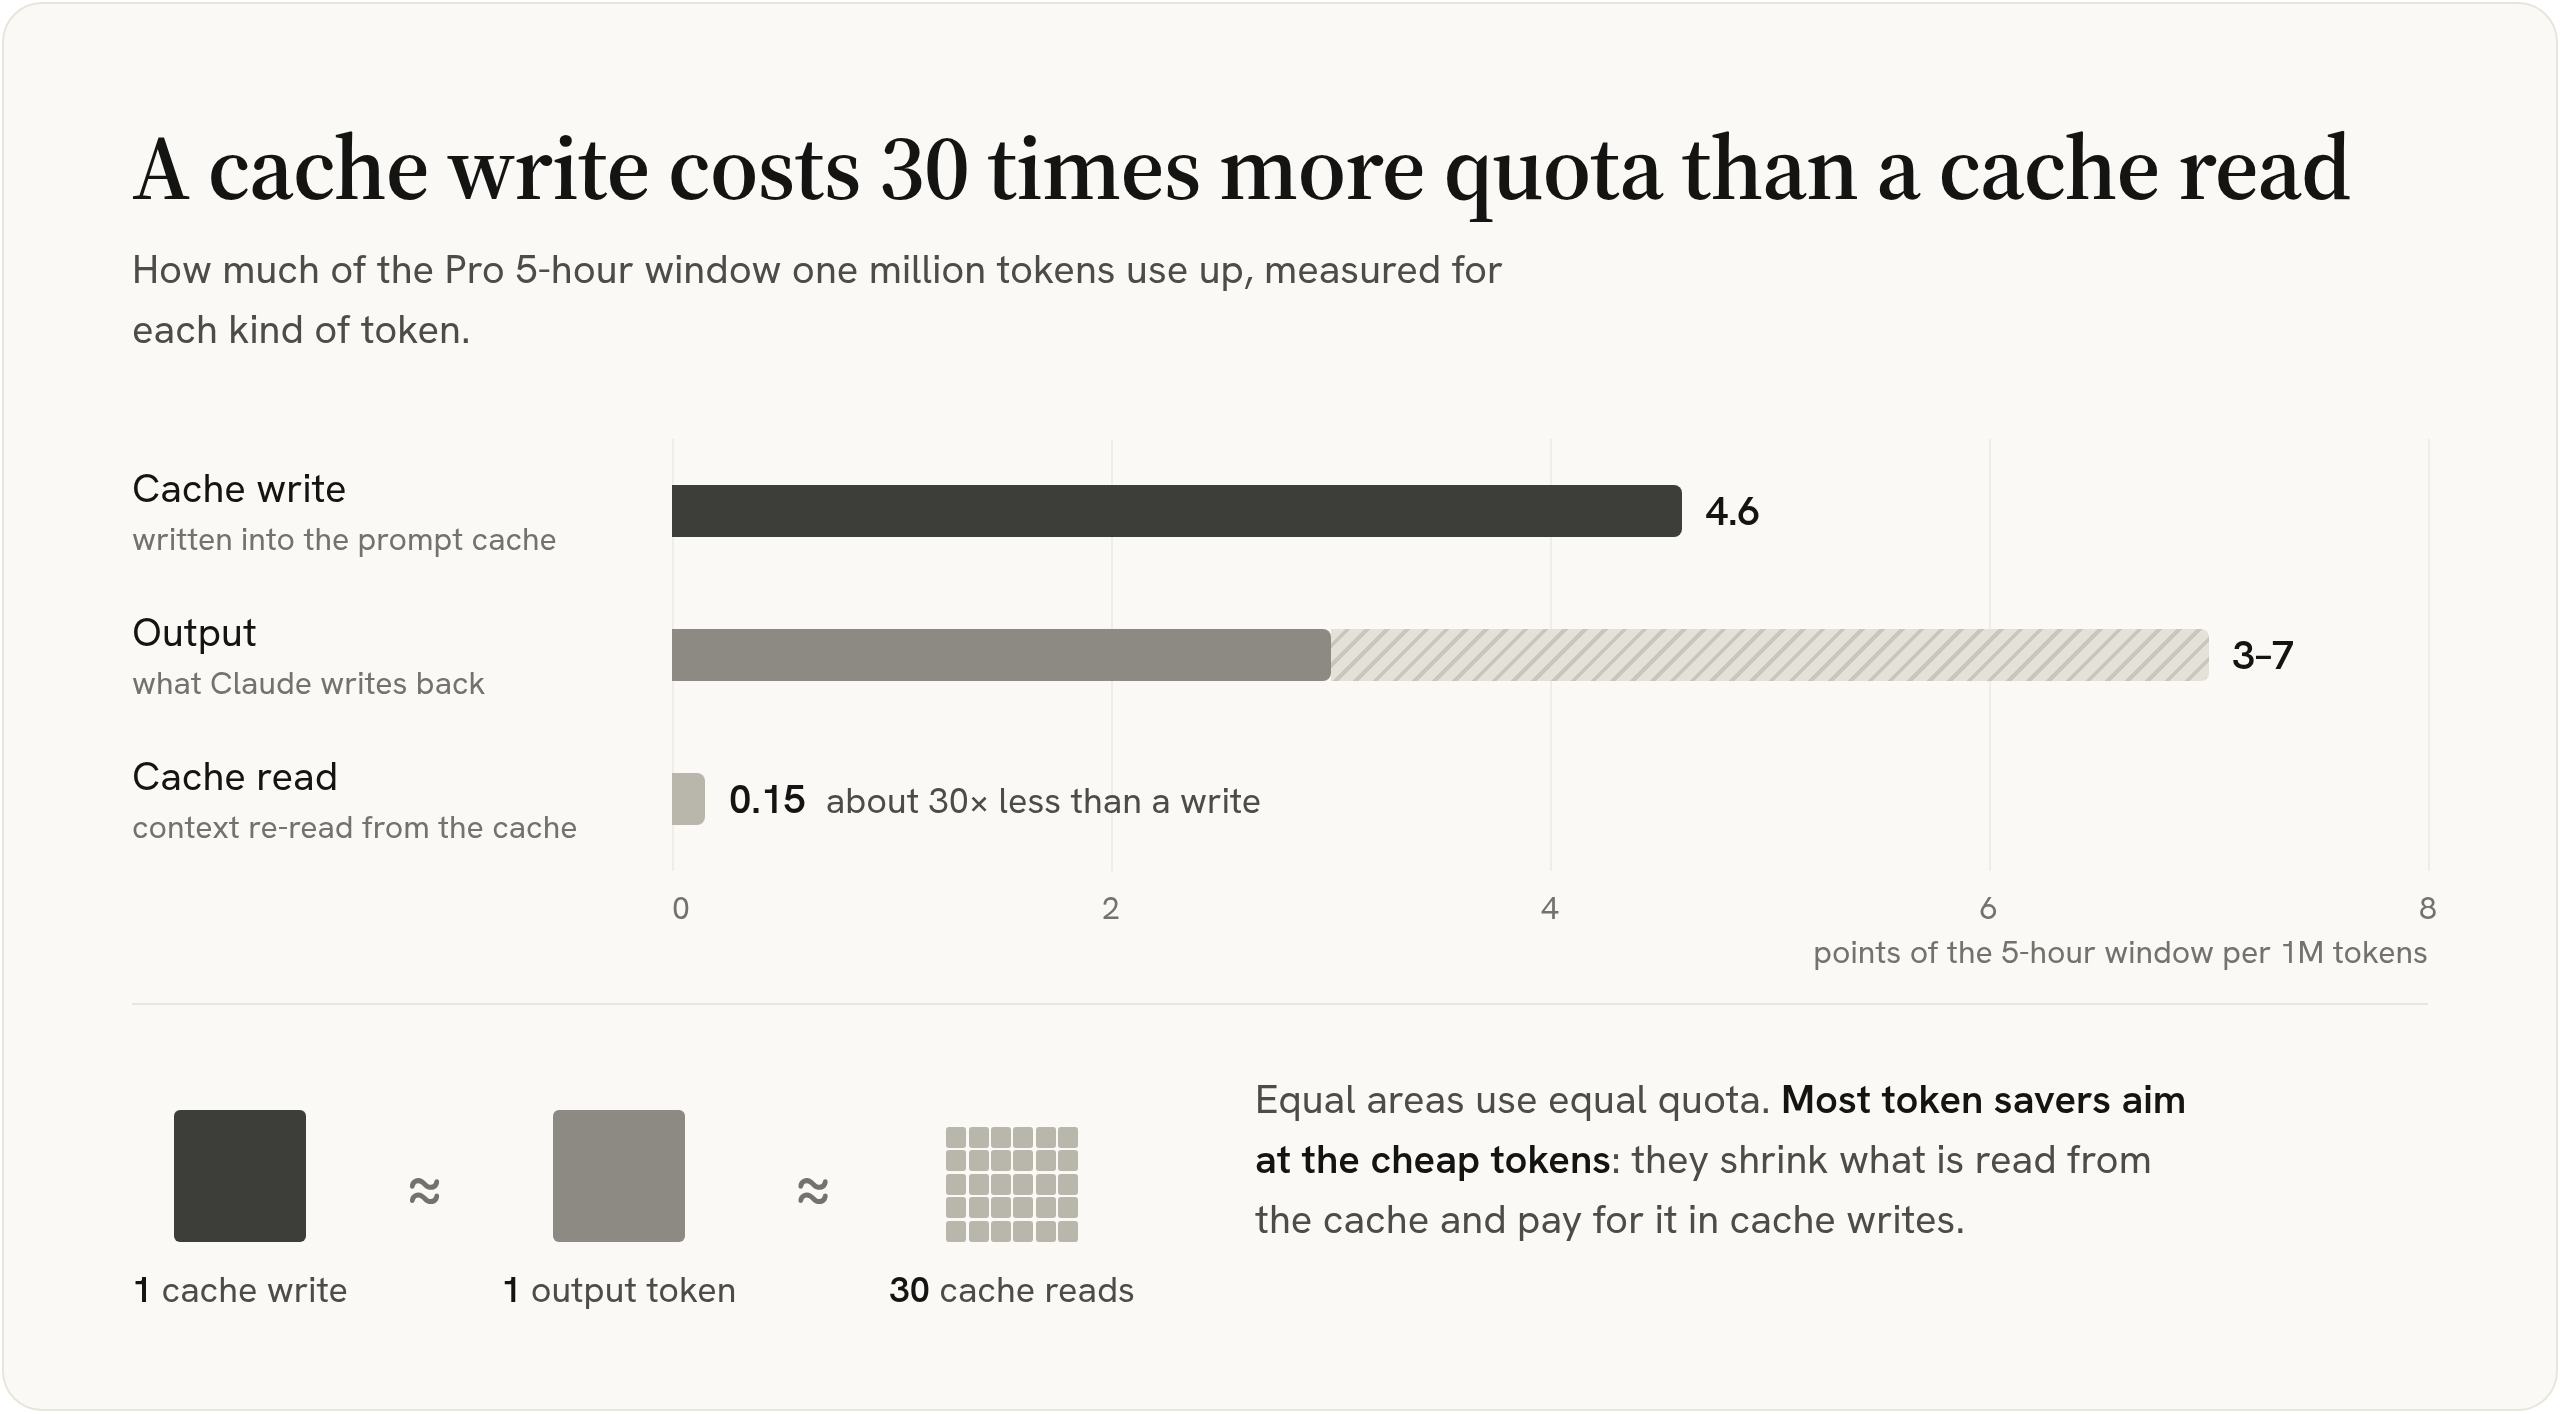 A cache write costs 30 times more quota than a cache read
How much of the Pro 5-hour window one million tokens use up, measured for
each kind of token.
Cache write
written into the prompt cache
4.6
Output
what Claude writes back
3–7
Cache read
context re-read from the cache
0.15 about 30× less than a write
0 2 4 6 8
points of the 5-hour window per 1M tokens
≈ ≈
1 cache write
1 output token
30 cache reads
Equal areas use equal quota. Most token savers aim
at the cheap tokens: they shrink what is read from
the cache and pay for it in cache writes.